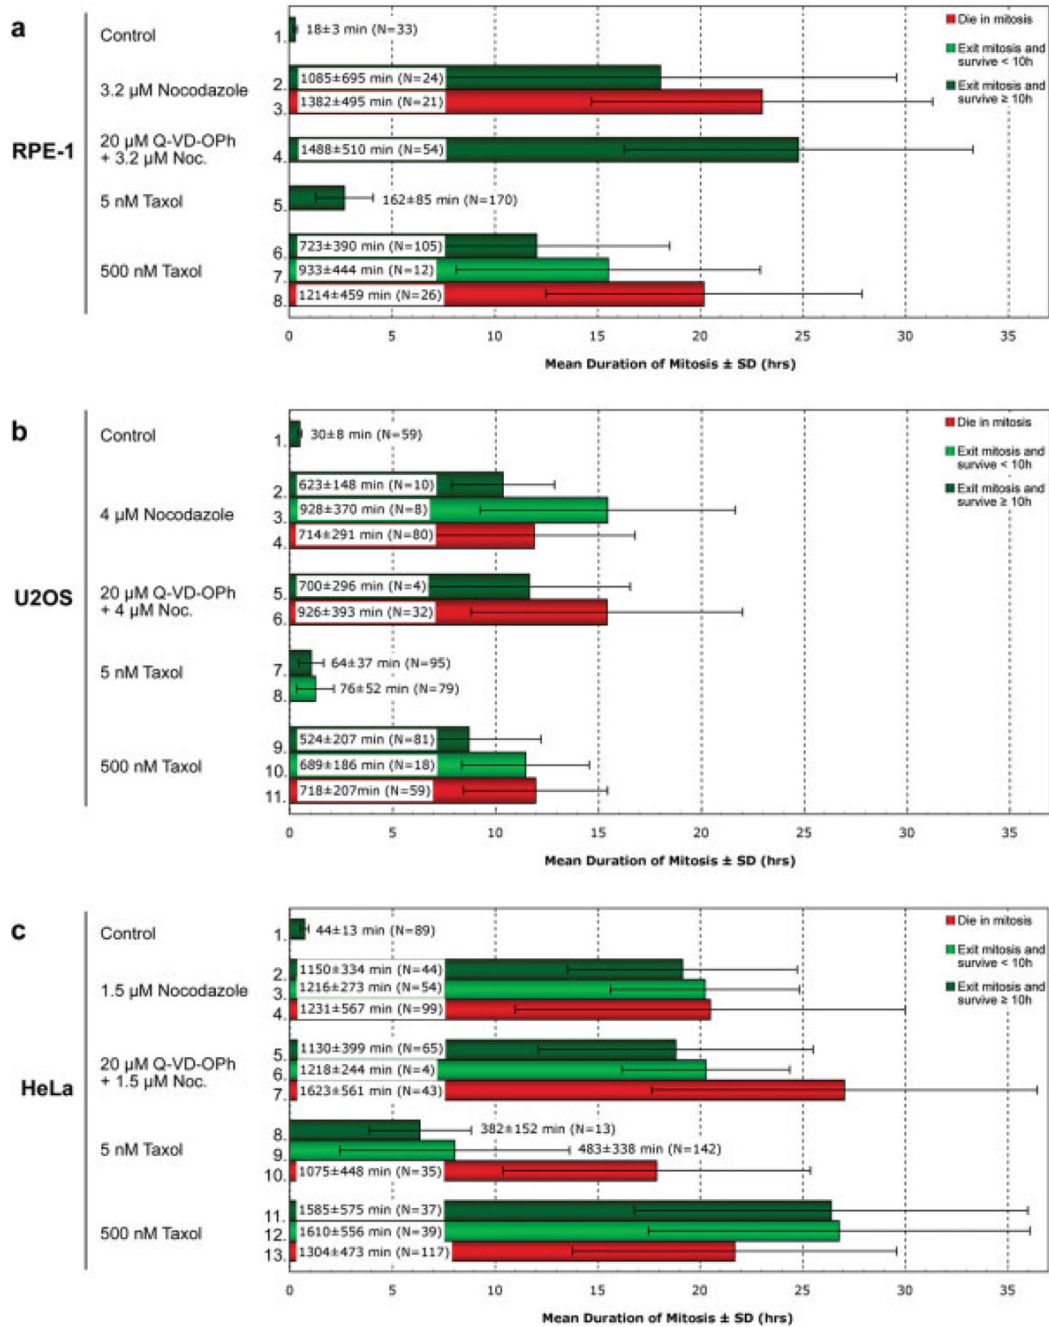 a
RPE-1
Control
1. 18±3 min (N=33)
3.2 µM Nocodazole
2. 1085±695 min (N=24)
3. 1382±495 min (N=21)
20 µM Q-VD-OPh
+ 3.2 µM Noc.
4. 1488±510 min (N=54)
5 nM Taxol
5. 162±85 min (N=170)
500 nM Taxol
6. 723±390 min (N=105)
7. 933±444 min (N=12)
8. 1214±459 min (N=26)
Die in mitosis
Exit mitosis and
survive < 10h
Exit mitosis and
survive ≥ 10h
0 5 10 15 20 25 30 35
Mean Duration of Mitosis ± SD (hrs)
b
U2OS
Control
1. 30±8 min (N=59)
4 µM Nocodazole
2. 623±148 min (N=10)
3. 928±370 min (N=8)
4. 714±291 min (N=80)
20 µM Q-VD-OPh
+ 4 µM Noc.
5. 700±296 min (N=4)
6. 926±393 min (N=32)
5 nM Taxol
7. 64±37 min (N=95)
8. 76±52 min (N=79)
500 nM Taxol
9. 524±207 min (N=81)
10. 689±186 min (N=18)
11. 718±207min (N=59)
Die in mitosis
Exit mitosis and
survive < 10h
Exit mitosis and
survive ≥ 10h
0 5 10 15 20 25 30 35
Mean Duration of Mitosis ± SD (hrs)
c
HeLa
Control
1. 44±13 min (N=89)
1.5 µM Nocodazole
2. 1150±334 min (N=44)
3. 1216±273 min (N=54)
4. 1231±567 min (N=99)
20 µM Q-VD-OPh
+ 1.5 µM Noc.
5. 1130±399 min (N=65)
6. 1218±244 min (N=4)
7. 1623±561 min (N=43)
5 nM Taxol
8. 382±152 min (N=13)
9. 483±338 min (N=142)
10. 1075±448 min (N=35)
500 nM Taxol
11. 1585±575 min (N=37)
12. 1610±556 min (N=39)
13. 1304±473 min (N=117)
Die in mitosis
Exit mitosis and
survive < 10h
Exit mitosis and
survive ≥ 10h
0 5 10 15 20 25 30 35
Mean Duration of Mitosis ± SD (hrs)